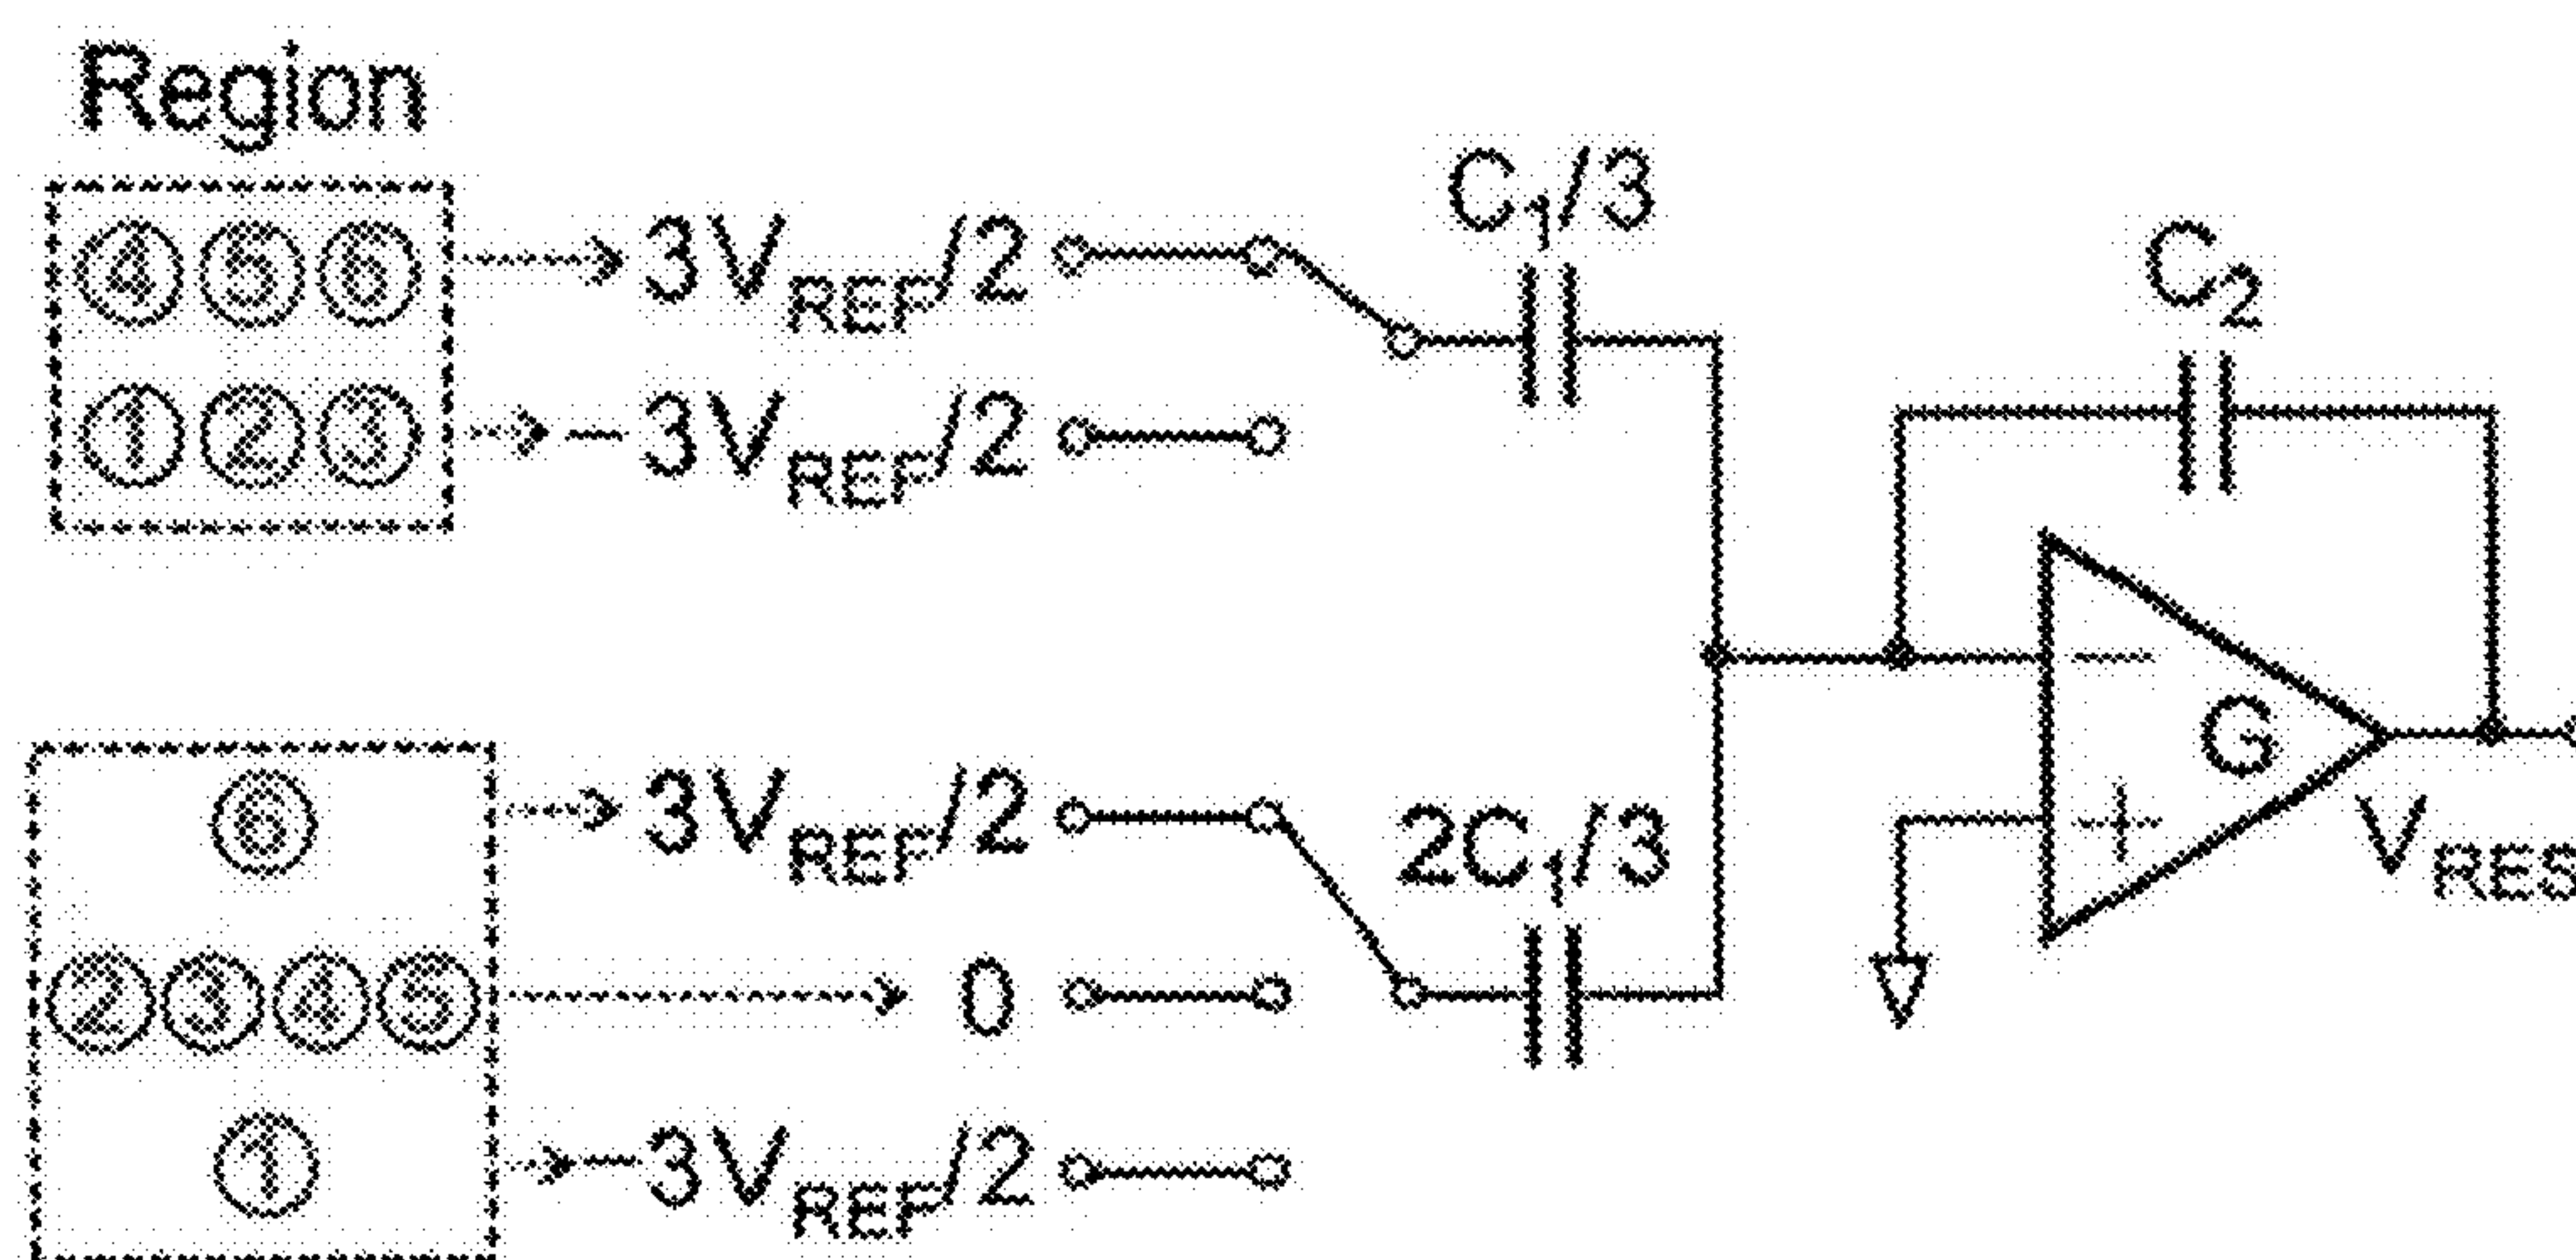 Region
C₁/3
④ ⑤ ⑥ 3V_REF/2
C₂
① ② ③ − 3V_REF/2
−
G
⑥ 3V_REF/2
2C₁/3
+
V_RES
② ③ ④ ⑤ 0
① −3V_REF/2